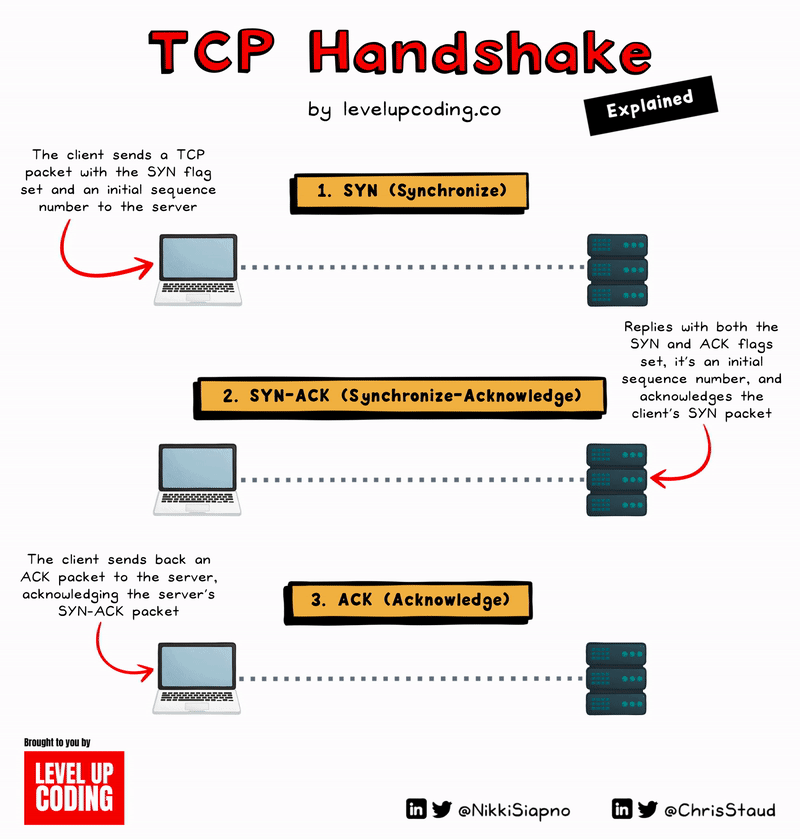 TCP Handshake
by levelupcoding.co
Explained
The client sends a TCP
packet with the SYN flag
set and an initial sequence
number to the server
1. SYN (Synchronize)
Replies with both the
SYN and ACK flags
set, it's an initial
sequence number, and
acknowledges the
client's SYN packet
2. SYN-ACK (Synchronize-Acknowledge)
The client sends back an
ACK packet to the server,
acknowledging the server's
SYN-ACK packet
3. ACK (Acknowledge)
Brought to you by
LEVEL UP
CODING
in @NikkiSiapno
in @ChrisStaud